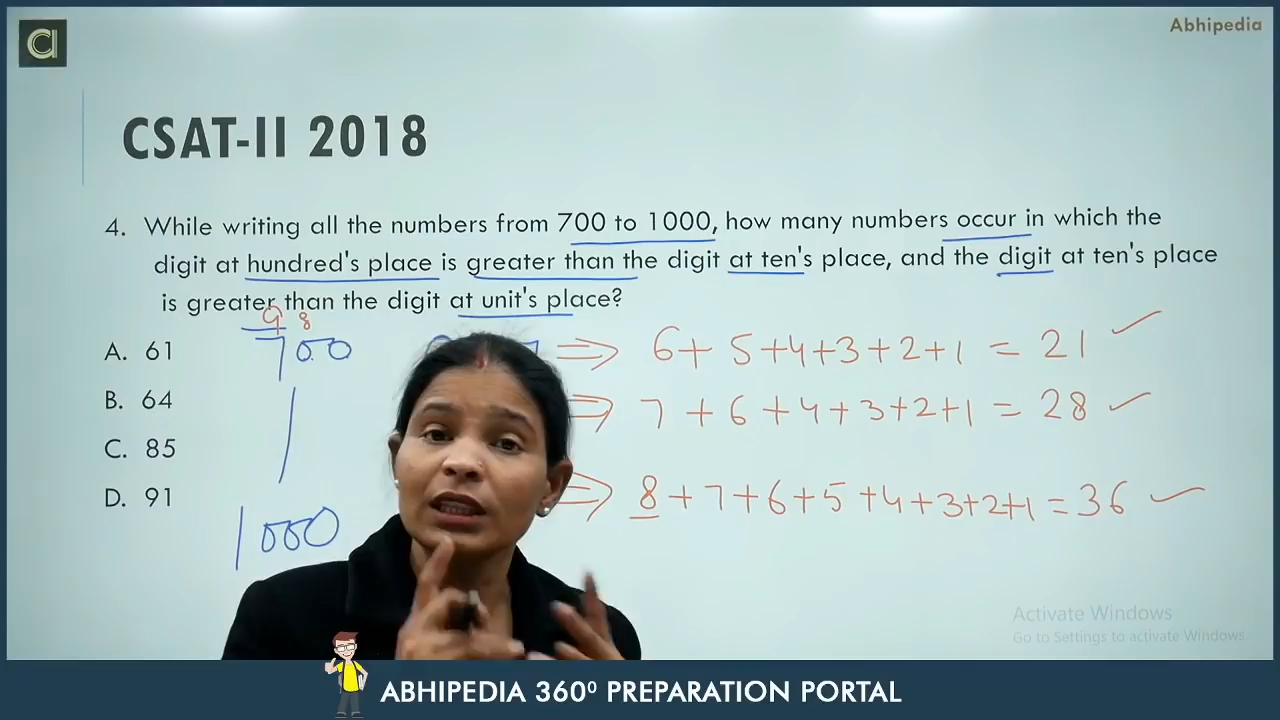 Abhipedia
CSAT-II 2018
4. While writing all the numbers from 700 to 1000, how many numbers occur in which the
digit at hundred's place is greater than the digit at ten's place, and the digit at ten's place
is greater than the digit at unit's place?
9 8
A. 61
700
⇒ 6+5+4+3+2+1 = 21 ✓
B. 64
⇒ 7+6+4+3+2+1 = 28 ✓
C. 85
D. 91
⇒ 8+7+6+5+4+3+2+1=36 ✓
1000
Activate Windows
Go to Settings to activate Windows.
ABHIPEDIA 360⁰ PREPARATION PORTAL